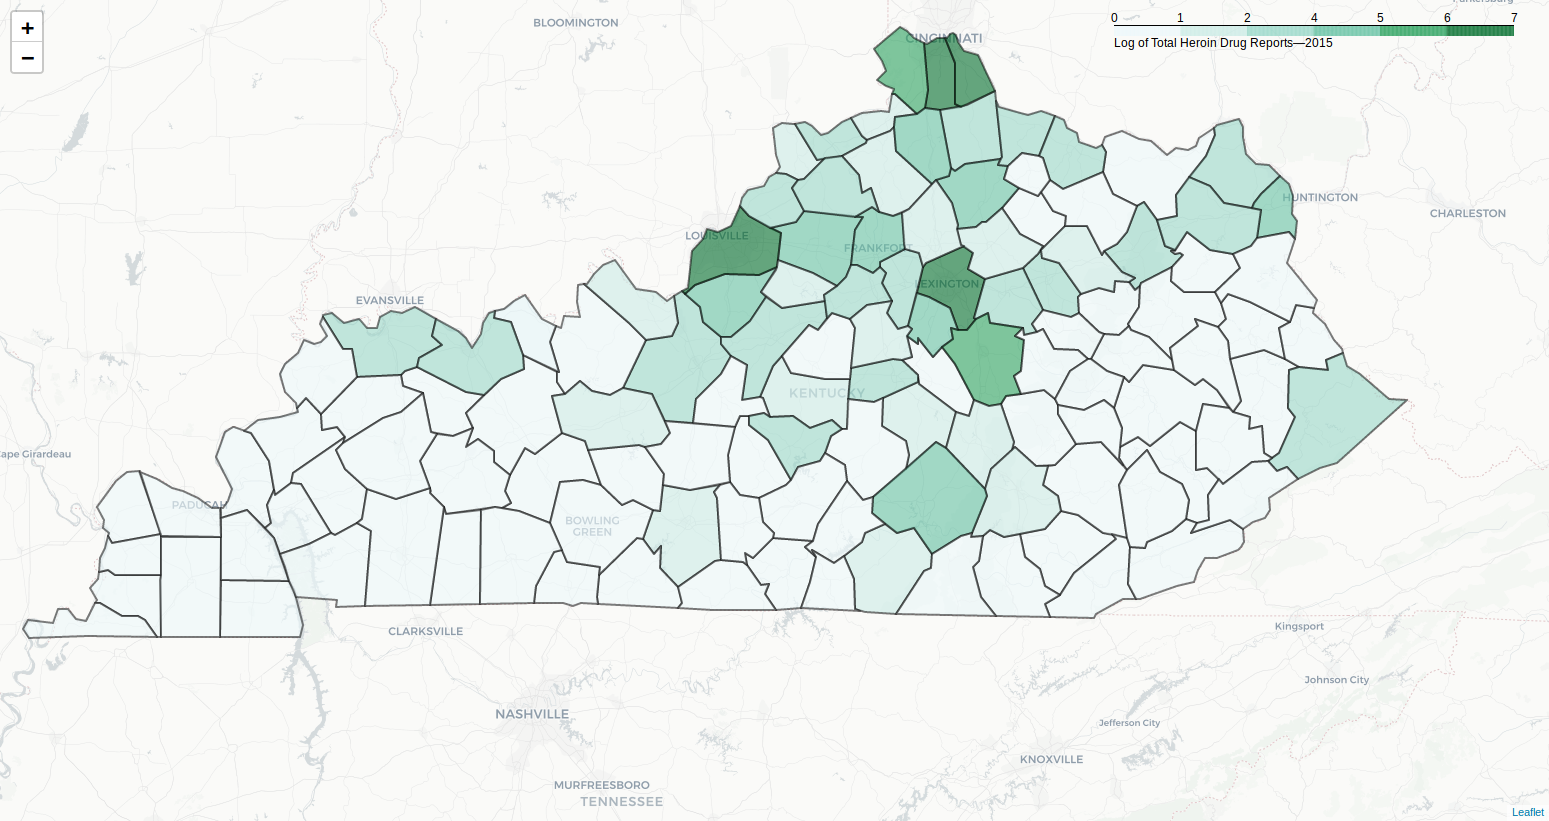 +
−
BLOOMINGTON
CINCINNATI
0 1 2 4 5 6 7
Log of Total Heroin Drug Reports—2015
HUNTINGTON
CHARLESTON
LOUISVILLE
FRANKFORT
LEXINGTON
EVANSVILLE
KENTUCKY
Cape Girardeau
PADUCAH
BOWLING
GREEN
CLARKSVILLE
Kingsport
Johnson City
NASHVILLE
Jefferson City
KNOXVILLE
MURFREESBORO
TENNESSEE
Leaflet